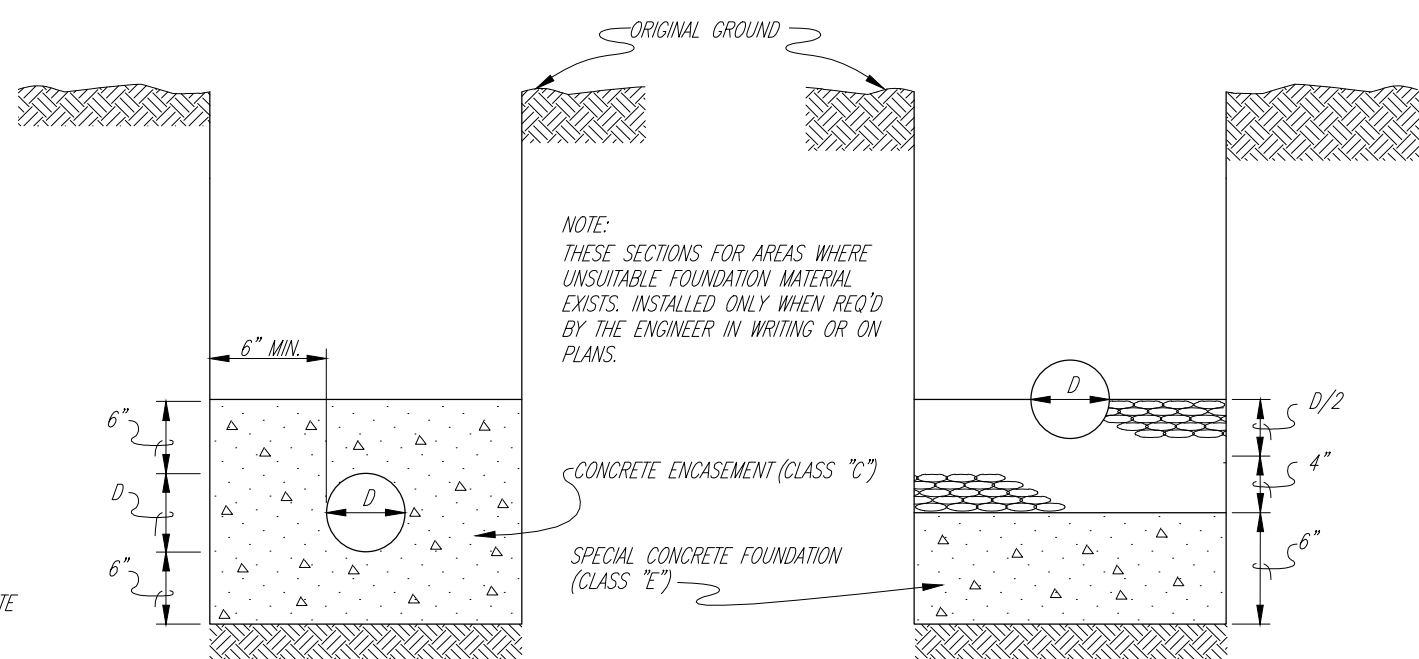 ORIGINAL GROUND
NOTE:
THESE SECTIONS FOR AREAS WHERE
UNSUITABLE FOUNDATION MATERIAL
EXISTS. INSTALLED ONLY WHEN REQ'D
BY THE ENGINEER IN WRITING OR ON
PLANS.
6" MIN.
6"
D
6"
D
CONCRETE ENCASEMENT (CLASS "C")
SPECIAL CONCRETE FOUNDATION
(CLASS "E")
D
D/2
4"
6"
TE